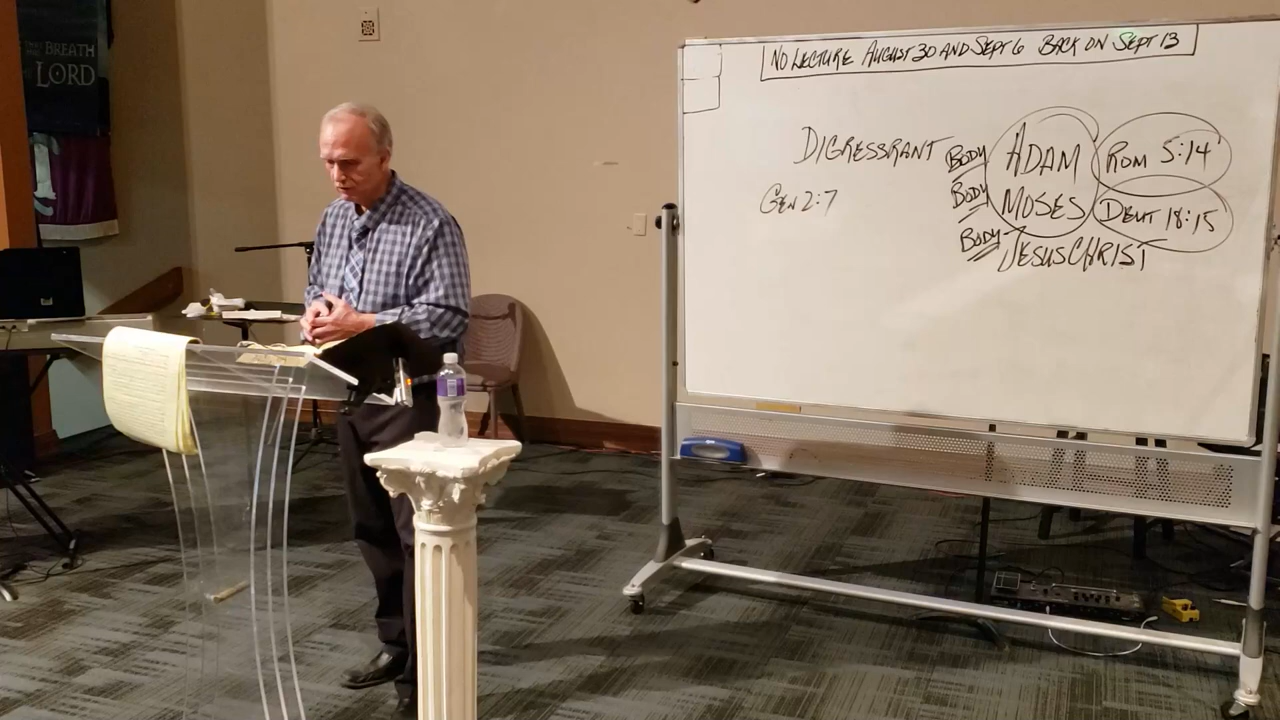 BREATH
LORD
NO LECTURE AUGUST 30 AND SEPT 6 BACK ON SEPT 13
DIGRESSRANT BODY ADAM ROM 5:14
GEN 2:7 BODY MOSES DEUT 18:15
BODY JESUS CHRIST